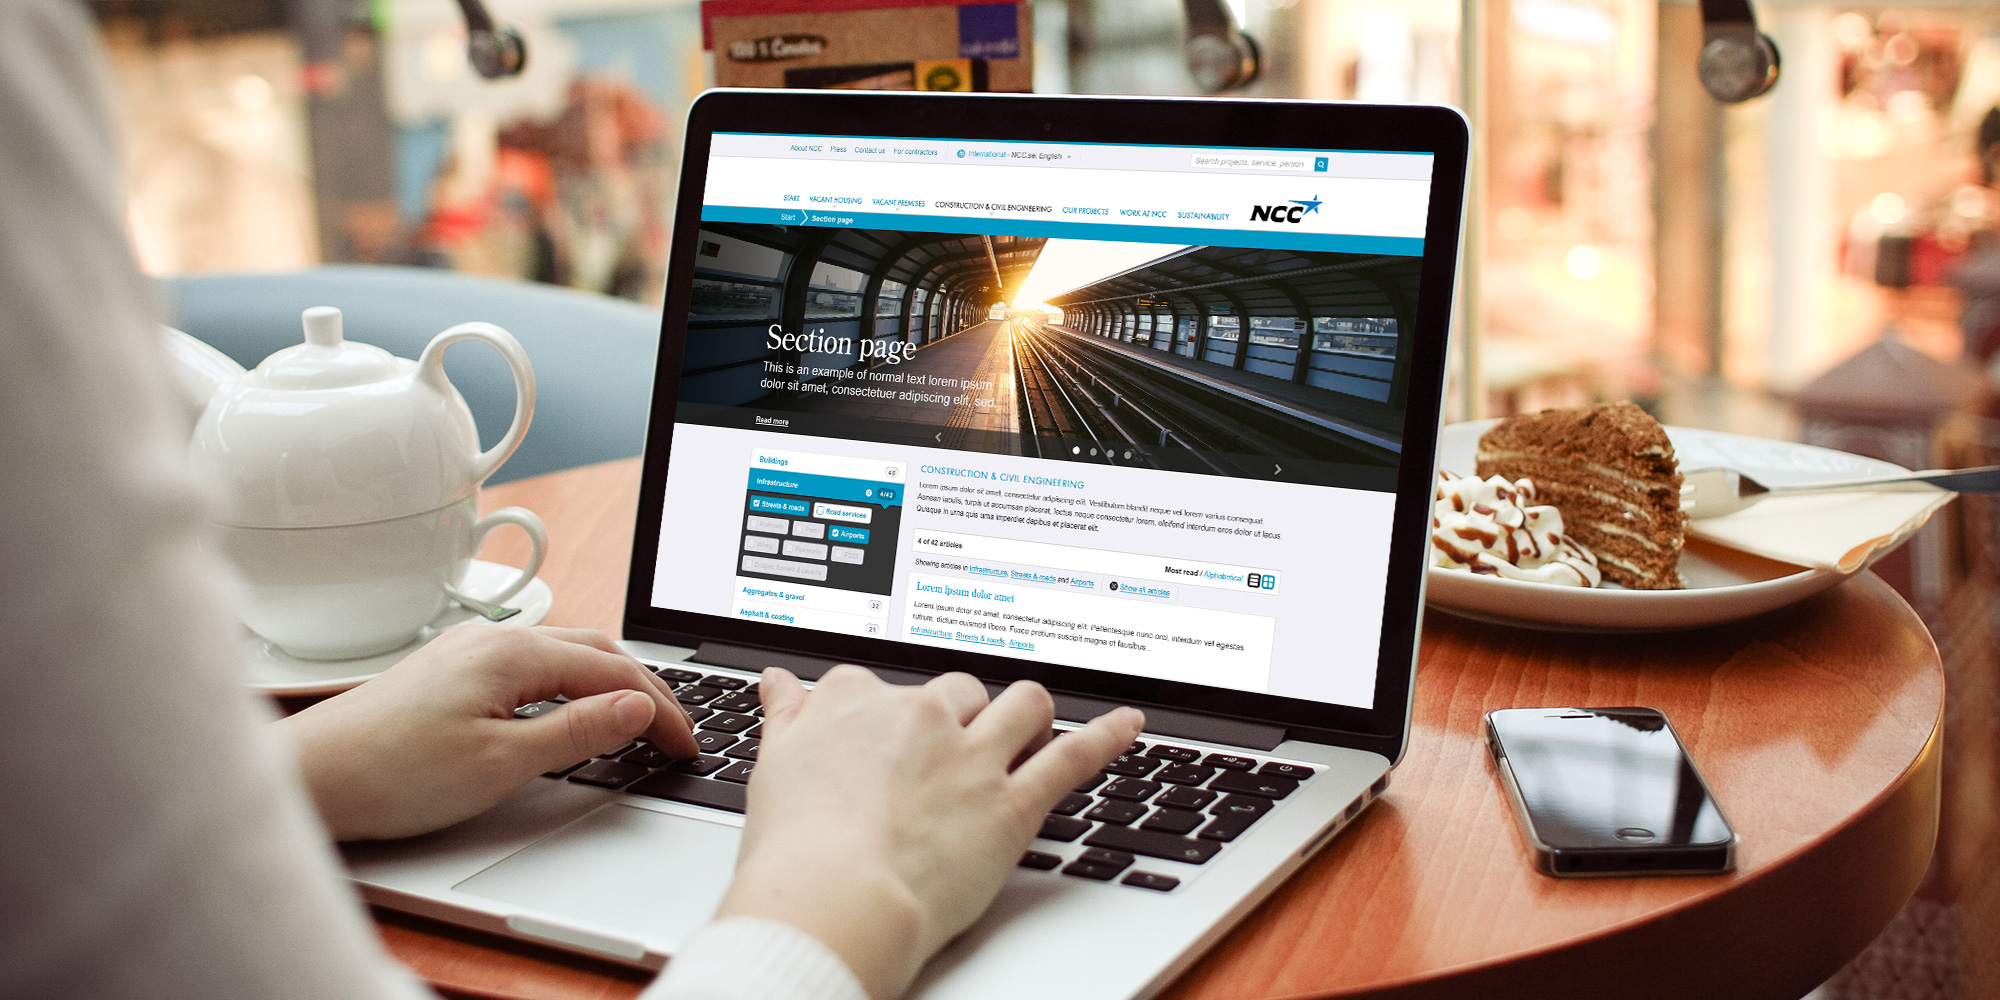 About NCC Press Contact us For contractors International - NCC.se: English
Search projects, service, person
START VACANT HOUSING VACANT PREMISES CONSTRUCTION & CIVIL ENGINEERING OUR PROJECTS WORK AT NCC SUSTAINABILITY
NCC
Start Section page
Section page
This is an example of normal text lorem ipsum
dolor sit amet, consectetuer adipiscing elit, sed.
Read more
Buildings 45
Infrastructure 4/42
Streets & roads Road services
Airports
Aggregates & gravel 32
Asphalt & coating 21
CONSTRUCTION & CIVIL ENGINEERING
Lorem ipsum dolor sit amet, consectetur adipiscing elit. Vestibulum blandit neque vel lorem varius consequat.
Aenean iaculis, turpis ut accumsan placerat, lectus neque consectetur lorem, eleifend interdum eros dolor ut lacus.
Quisque in urna quis urna imperdiet dapibus et placerat elit.
4 of 42 articles
Most read / Alphabetical
Showing articles in Infrastructure, Streets & roads and Airports Show all articles
Lorem ipsum dolor amet
Lorem ipsum dolor sit amet, consectetur adipiscing elit. Pellentesque nunc orci, interdum vel egestas
rutrum, dictum euismod libero. Fusce pretium suscipit magna et faucibus...
Infrastructure, Streets & roads, Airports